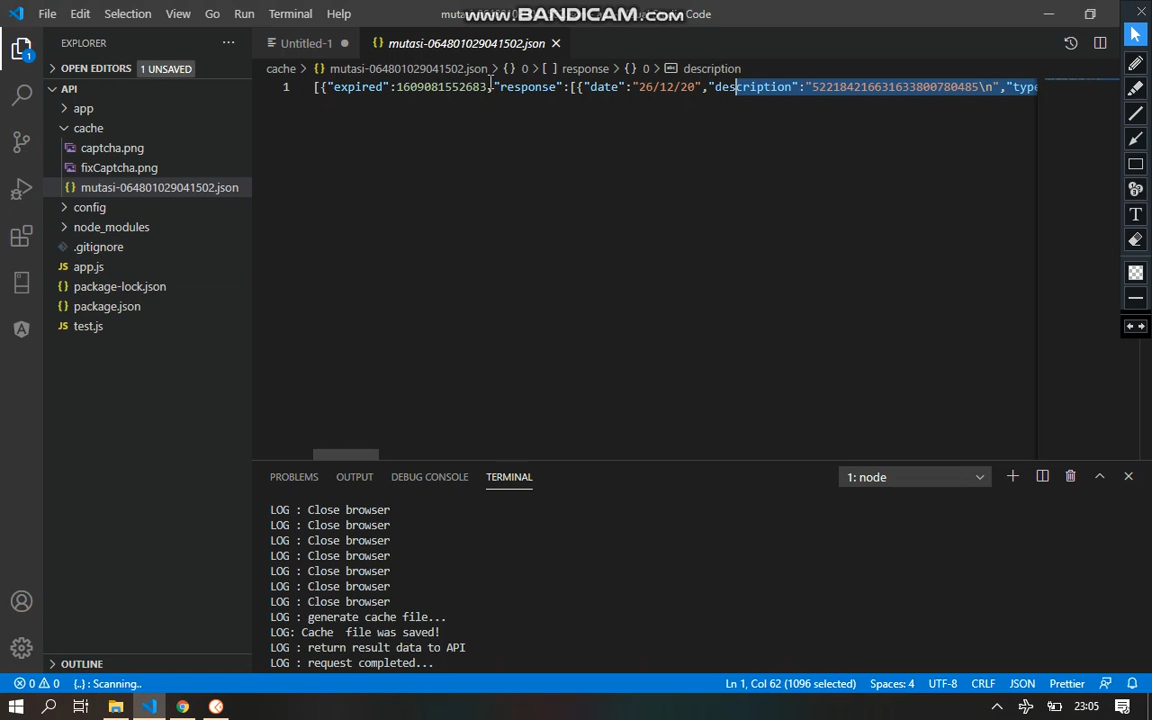 File Edit Selection View Go Run Terminal Help
www.BANDICAM.com
Code
EXPLORER
Untitled-1
mutasi-064801029041502.json
OPEN EDITORS 1 UNSAVED
cache > {} mutasi-064801029041502.json > {} 0 > [ ] response > {} 0 > description
API
1 [{"expired":1609081552683,"response":[{"date":"26/12/20","description":"522184216631633800780485\n","type
app
cache
captcha.png
fixCaptcha.png
{} mutasi-064801029041502.json
config
node_modules
.gitignore
JS app.js
{} package-lock.json
{} package.json
JS test.js
PROBLEMS OUTPUT DEBUG CONSOLE TERMINAL
1: node
LOG : Close browser
LOG : Close browser
LOG : Close browser
LOG : Close browser
LOG : Close browser
LOG : Close browser
LOG : Close browser
LOG : generate cache file...
LOG: Cache  file was saved!
LOG : return result data to API
LOG : request completed...
OUTLINE
0 0 {..} : Scanning..
Ln 1, Col 62 (1096 selected) Spaces: 4 UTF-8 CRLF JSON Prettier
23:05